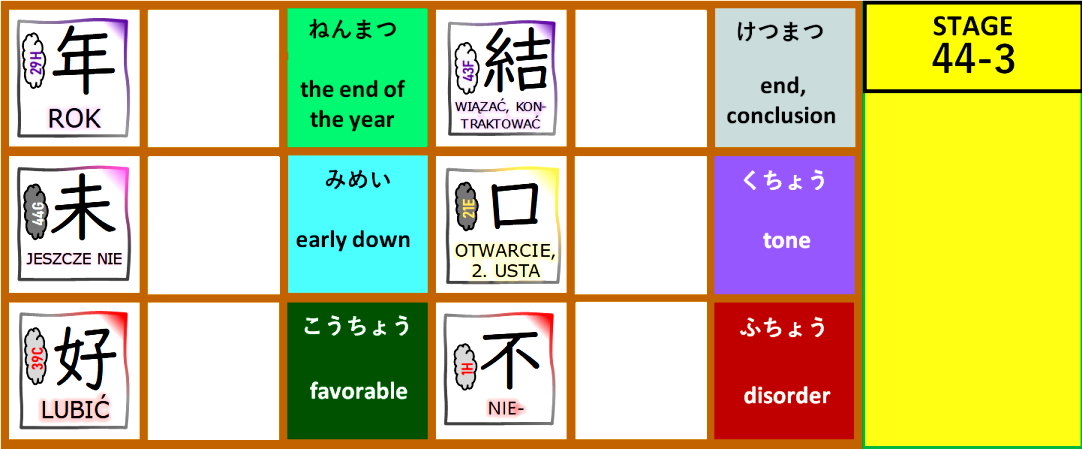 29H
年
ROK
ねんまつ
the end of
the year
43F
結
WIĄZAĆ, KON-
TRAKTOWAĆ
けつまつ
end,
conclusion
STAGE
44-3
44G
未
JESZCZE NIE
みめい
early down
21E
口
OTWARCIE,
2. USTA
くちょう
tone
39C
好
LUBIĆ
こうちょう
favorable
1H
不
NIE-
ふちょう
disorder